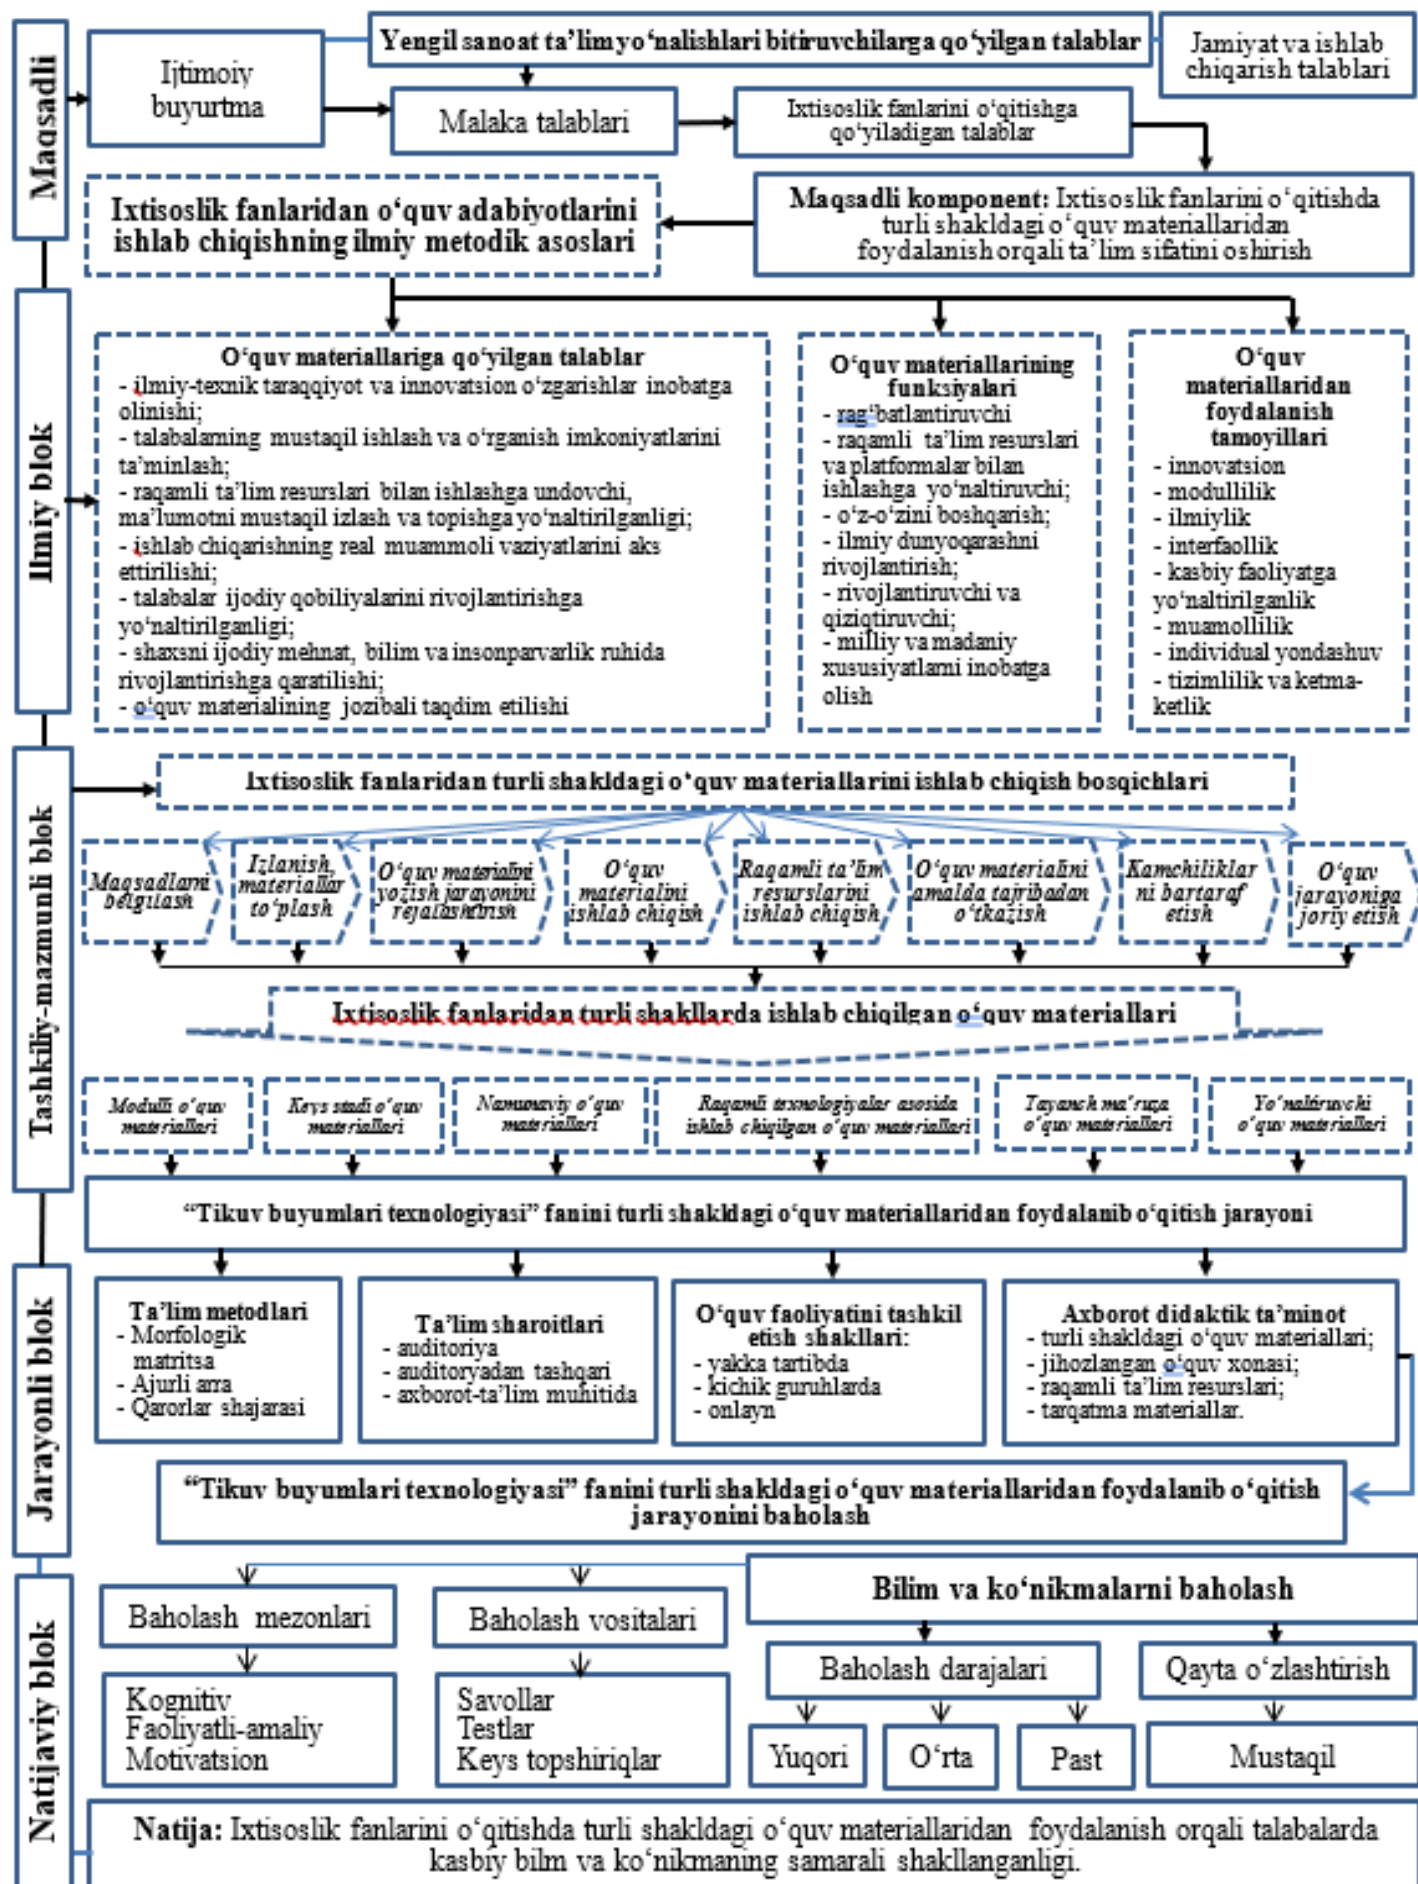 Maqsadli
Ijtimoiy
buyurtma
Yengil sanoat ta’lim yo‘nalishlari bitiruvchilarga qo‘yilgan talablar
Jamiyat va ishlab
chiqarish talablari
Malaka talablari
Ixtisoslik fanlarini o‘qitishga
qo‘yiladigan talablar
Ixtisoslik fanlaridan o‘quv adabiyotlarini
ishlab chiqishning ilmiy metodik asoslari
Maqsadli komponent: Ixtisoslik fanlarini o‘qitishda
turli shakldagi o‘quv materiallaridan
foydalanish orqali ta’lim sifatini oshirish
Ilmiy blok
O‘quv materiallariga qo‘yilgan talablar
- ilmiy-texnik taraqqiyot va innovatsion o‘zgarishlar inobatga
olinishi;
- talabalarning mustaqil ishlash va o‘rganish imkoniyatlarini
ta’minlash;
- raqamli ta’lim resurslari bilan ishlashga undovchi,
ma’lumotni mustaqil izlash va topishga yo‘naltirilganligi;
- ishlab chiqarishning real muammoli vaziyatlarini aks
ettirilishi;
- talabalar ijodiy qobiliyalarini rivojlantirishga
yo‘naltirilganligi;
- shaxsni ijodiy mehnat, bilim va insonparvarlik ruhida
rivojlantirishga qaratilishi;
- o‘quv materialining jozibali taqdim etilishi
O‘quv materiallarining
funksiyalari
- rag‘batlantiruvchi
- raqamli ta’lim resurslari
va platformalar bilan
ishlashga yo‘naltiruvchi;
- o‘z-o‘zini boshqarish;
- ilmiy dunyoqarashni
rivojlantirish;
- rivojlantiruvchi va
qiziqtiruvchi;
- milliy va madaniy
xususiyatlarni inobatga
olish
O‘quv
materiallaridan
foydalanish
tamoyillari
- innovatsion
- modullilik
- ilmiylik
- interfaollik
- kasbiy faoliyatga
yo‘naltirilganlik
- muamollilik
- individual yondashuv
- tizimlilik va ketma-
ketlik
Tashkiliy-mazmunli blok
Ixtisoslik fanlaridan turli shakldagi o‘quv materiallarini ishlab chiqish bosqichlari
Maqsadlarni
belgilash
Izlanish,
materiallar
to‘plash
O‘quv materialini
yozish jarayonini
rejalashtirish
O‘quv
materialini
ishlab chiqish
Raqamli ta’lim
resurslarini
ishlab chiqish
O‘quv materialini
amalda tajribadan
o‘tkazish
Kamchiliklar
ni bartaraf
etish
O‘quv
jarayoniga
joriy etish
Ixtisoslik fanlaridan turli shakllarda ishlab chiqilgan o‘quv materiallari
Modulli o‘quv
materiallari
Keys stadi o‘quv
materiallari
Namunaviy o‘quv
materiallari
Raqamli texnologiyalar asosida
ishlab chiqilgan o‘quv materiallari
Tayanch ma’ruza
o‘quv materiallari
Yo‘naltiruvchi
o‘quv materiallari
“Tikuv buyumlari texnologiyasi” fanini turli shakldagi o‘quv materiallaridan foydalanib o‘qitish jarayoni
Jarayonli blok
Ta’lim metodlari
- Morfologik
matritsa
- Ajurli arra
- Qarorlar shajarasi
Ta’lim sharoitlari
- auditoriya
- auditoryadan tashqari
- axborot-ta’lim muhitida
O‘quv faoliyatini tashkil
etish shakllari:
- yakka tartibda
- kichik guruhlarda
- onlayn
Axborot didaktik ta’minot
- turli shakldagi o‘quv materiallari;
- jihozlangan o‘quv xonasi;
- raqamli ta’lim resurslari;
- tarqatma materiallar.
“Tikuv buyumlari texnologiyasi” fanini turli shakldagi o‘quv materiallaridan foydalanib o‘qitish
jarayonini baholash
Natijaviy blok
Bilim va ko‘nikmalarni baholash
Baholash mezonlari
Baholash vositalari
Baholash darajalari
Qayta o‘zlashtirish
Kognitiv
Faoliyatli-amaliy
Motivatsion
Savollar
Testlar
Keys topshiriqlar
Yuqori
O‘rta
Past
Mustaqil
Natija: Ixtisoslik fanlarini o‘qitishda turli shakldagi o‘quv materiallaridan foydalanish orqali talabalarda
kasbiy bilm va ko‘nikmaning samarali shakllanganligi.